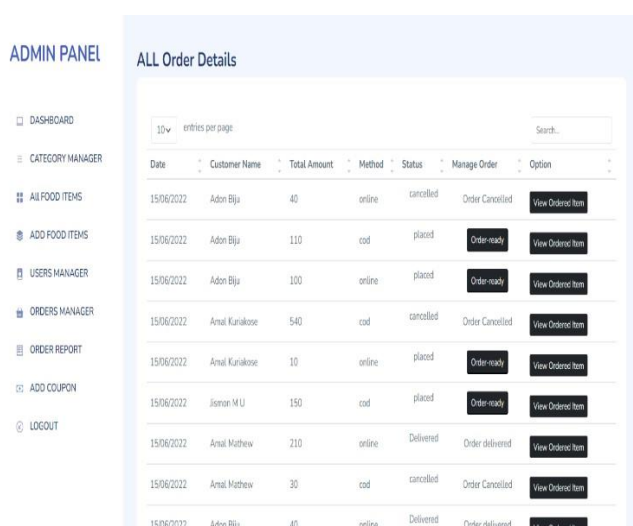 ADMIN PANEL
ALL Order Details
DASHBOARD
CATEGORY MANAGER
All FOOD ITEMS
ADD FOOD ITEMS
USERS MANAGER
ORDERS MANAGER
ORDER REPORT
ADD COUPON
LOGOUT
10 entries per page Search...
Date Customer Name Total Amount Method Status Manage Order Option
15/06/2022 Adon Biju 40 online cancelled Order Cancelled View Ordered Item
15/06/2022 Adon Biju 110 cod placed Order-ready View Ordered Item
15/06/2022 Adon Biju 100 online placed Order-ready View Ordered Item
15/06/2022 Amal Kuriakose 540 cod cancelled Order Cancelled View Ordered Item
15/06/2022 Amal Kuriakose 10 online placed Order-ready View Ordered Item
15/06/2022 Jismon M U 150 cod placed Order-ready View Ordered Item
15/06/2022 Amal Mathew 210 online Delivered Order delivered View Ordered Item
15/06/2022 Amal Mathew 30 cod cancelled Order Cancelled View Ordered Item
15/06/2022 Adon Biju 40 online Delivered Order delivered View Ordered Item